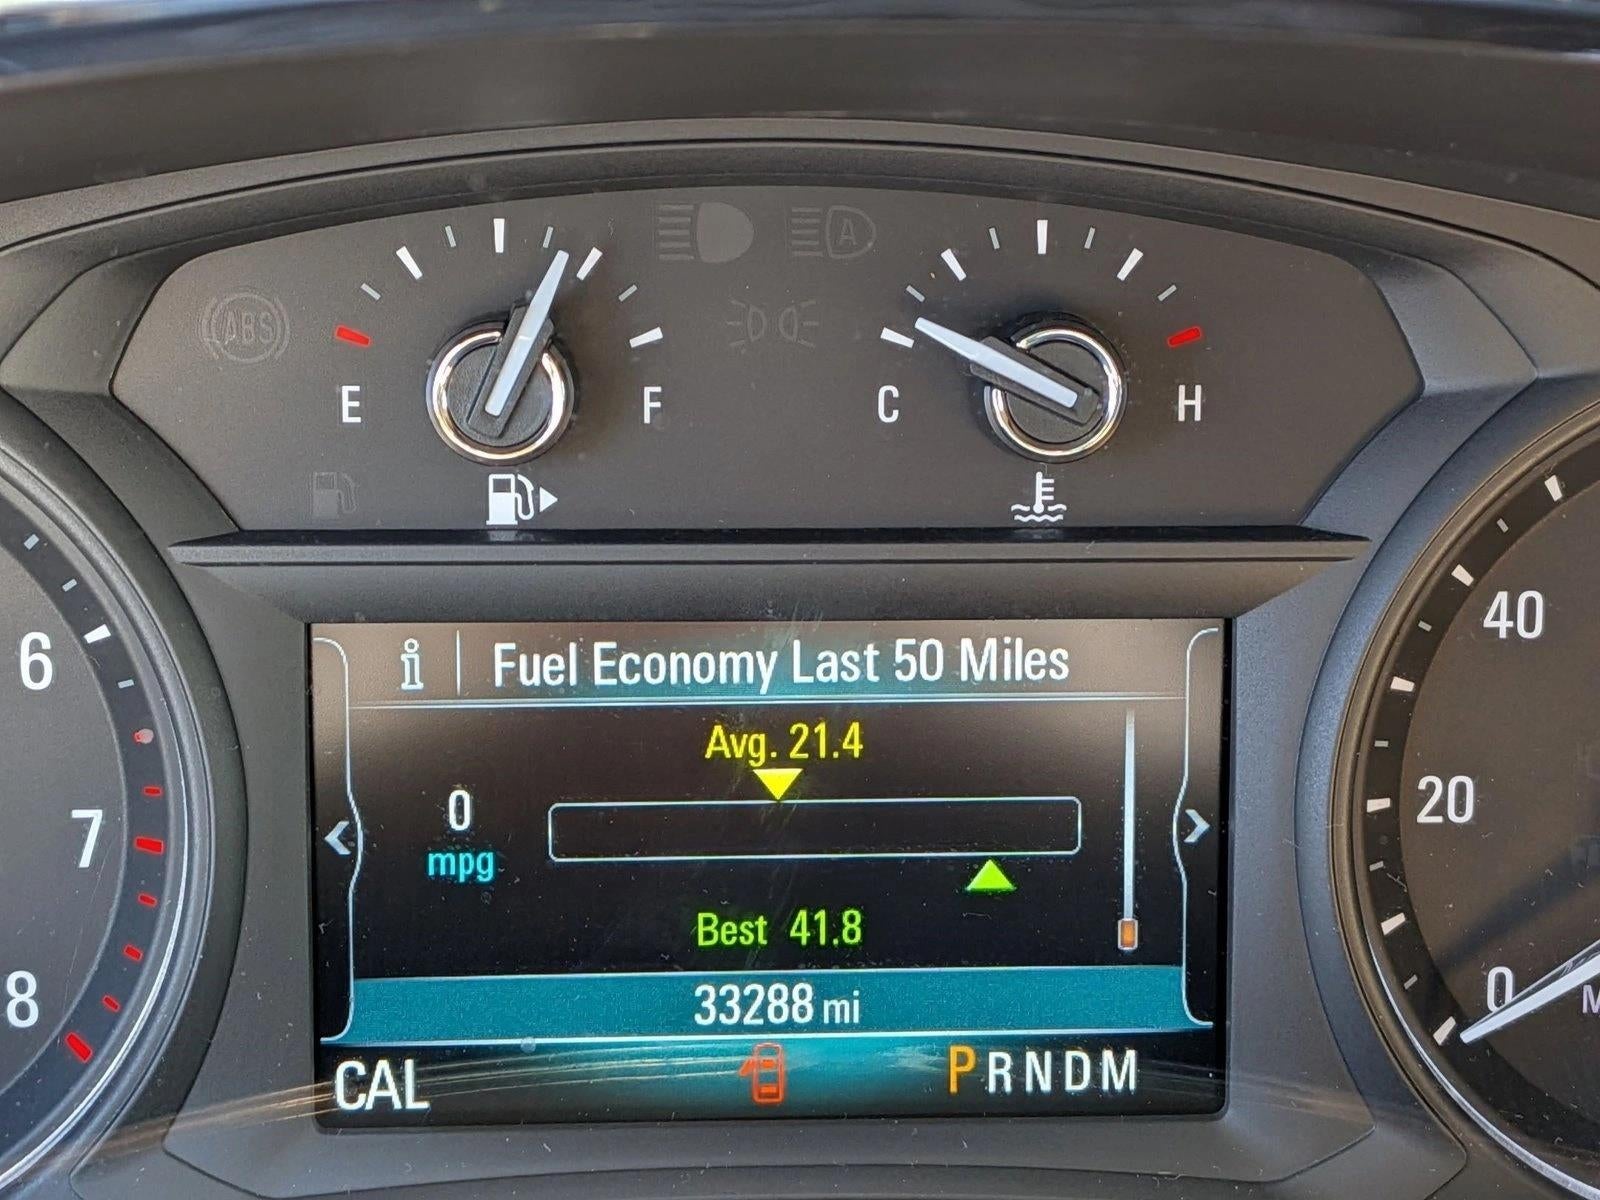 ABS
A
E
F
C
H
i Fuel Economy Last 50 Miles
Avg. 21.4
0
mpg
Best 41.8
33288 mi
CAL
PRNDM
6
7
8
40
20
0